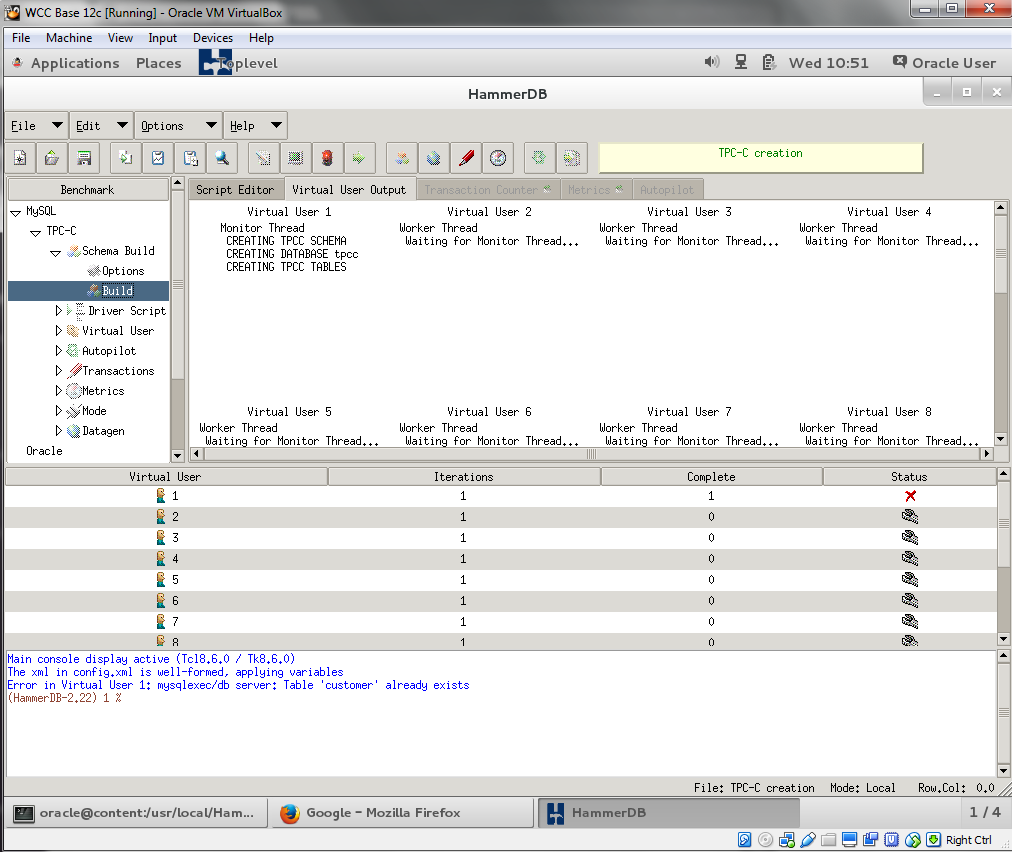 WCC Base 12c [Running] - Oracle VM VirtualBox
File Machine View Input Devices Help
Applications Places Toplevel Wed 10:51 Oracle User
HammerDB
File Edit Options Help
TPC-C creation
Benchmark
Script Editor Virtual User Output Transaction Counter Metrics Autopilot
MySQL
TPC-C
Schema Build
Options
Build
Driver Script
Virtual User
Autopilot
Transactions
Metrics
Mode
Datagen
Oracle
Virtual User 1 Virtual User 2 Virtual User 3 Virtual User 4
Monitor Thread Worker Thread Worker Thread Worker Thread
CREATING TPCC SCHEMA Waiting for Monitor Thread... Waiting for Monitor Thread... Waiting for Monitor Thread...
CREATING DATABASE tpcc
CREATING TPCC TABLES
Virtual User 5 Virtual User 6 Virtual User 7 Virtual User 8
Worker Thread Worker Thread Worker Thread Worker Thread
Waiting for Monitor Thread... Waiting for Monitor Thread... Waiting for Monitor Thread... Waiting for Monitor Thread...
Virtual User Iterations Complete Status
1 1 1
2 1 0
3 1 0
4 1 0
5 1 0
6 1 0
7 1 0
8 1 0
Main console display active (Tcl8.6.0 / Tk8.6.0)
The xml in config.xml is well-formed, applying variables
Error in Virtual User 1: mysqlexec/db server: Table 'customer' already exists
(HammerDB-2.22) 1 %
File: TPC-C creation Mode: Local Row.Col: 0.0
oracle@content:/usr/local/Ham... Google - Mozilla Firefox HammerDB 1 / 4
Right Ctrl